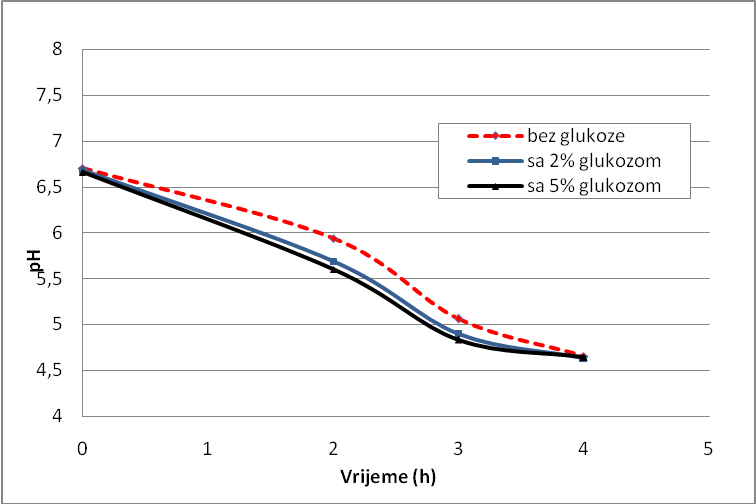 8
7,5
7
6,5
6
5,5
5
4,5
4
pH
bez glukoze
sa 2% glukozom
sa 5% glukozom
0 1 2 3 4 5
Vrijeme (h)